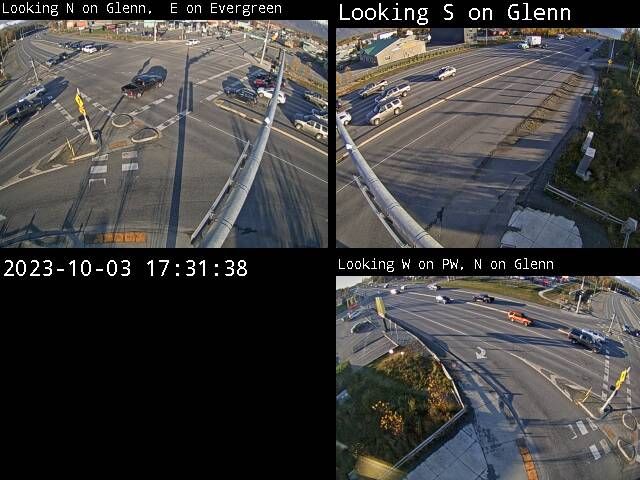 Looking N on Glenn, E on Evergreen
Looking S on Glenn
2023-10-03 17:31:38
Looking W on PW, N on Glenn